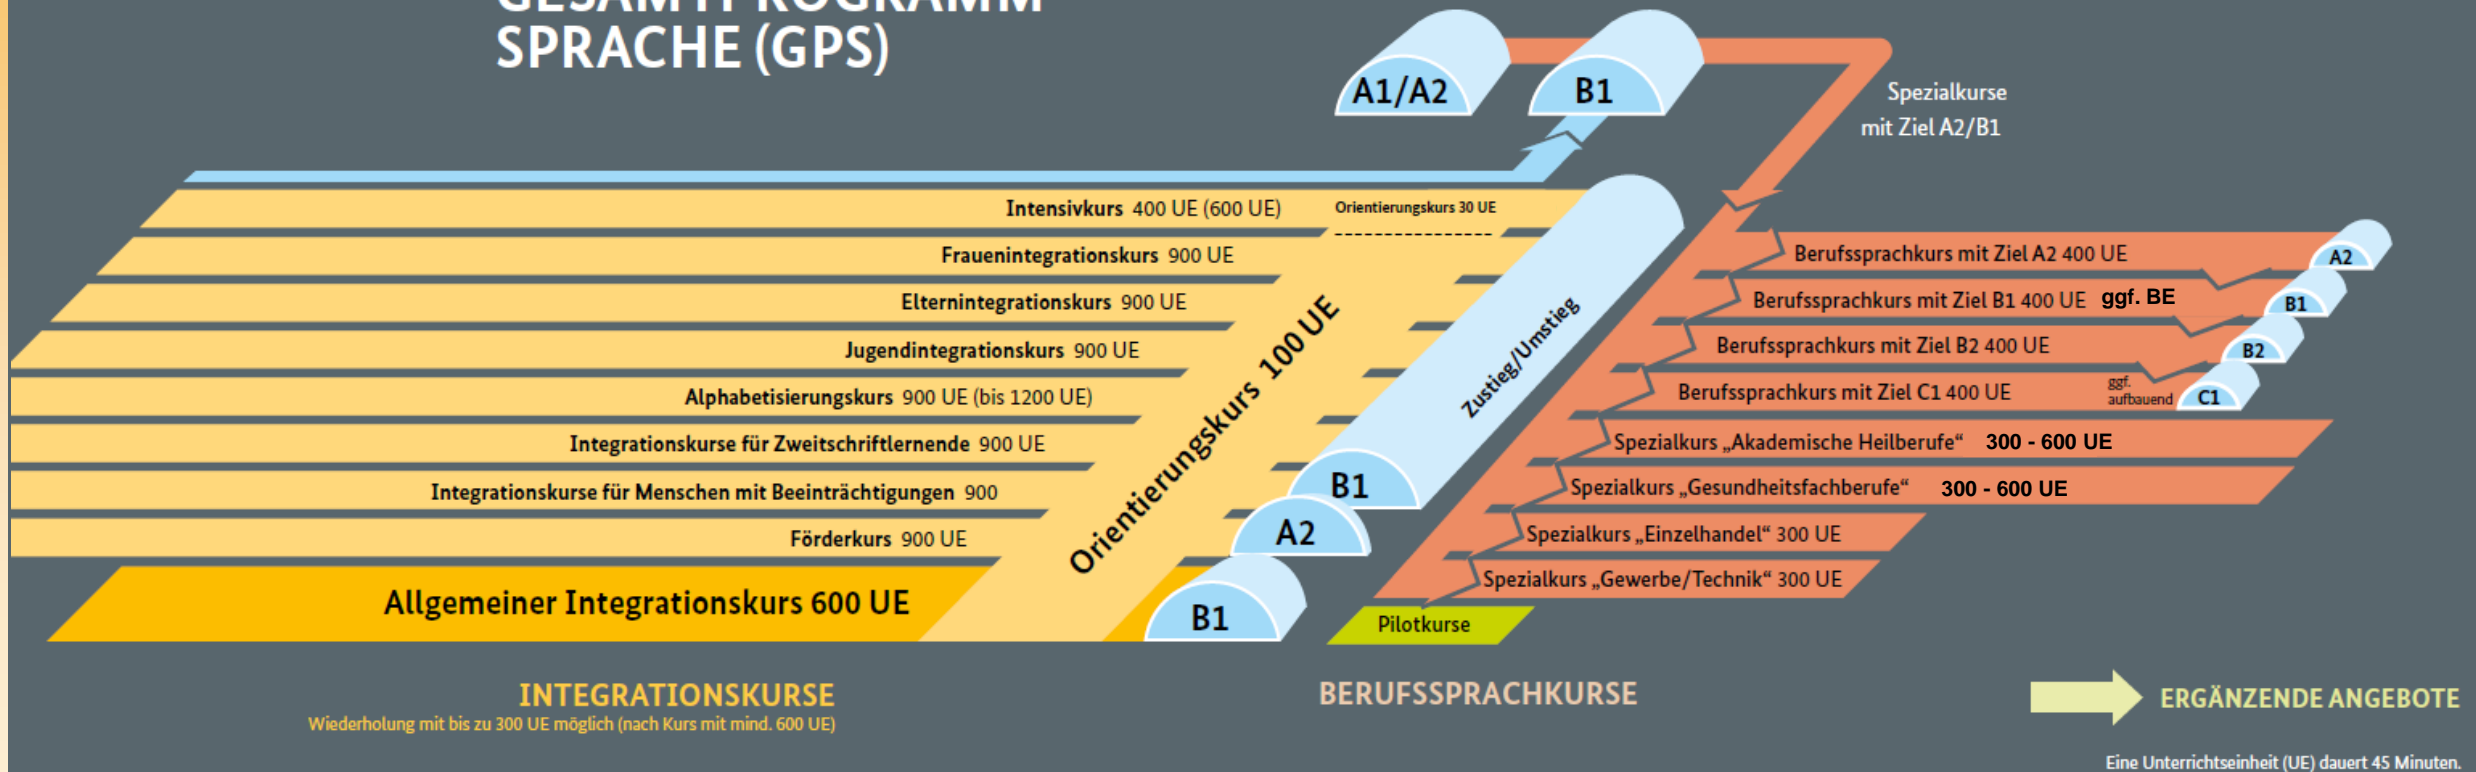 GESAMTPROGRAMM
SPRACHE (GPS)
A1/A2
B1
Spezialkurse
mit Ziel A2/B1
Intensivkurs 400 UE (600 UE)
Orientierungskurs 30 UE
Frauenintegrationskurs 900 UE
Elternintegrationskurs 900 UE
Jugendintegrationskurs 900 UE
Alphabetisierungskurs 900 UE (bis 1200 UE)
Integrationskurse für Zweitschriftlernende 900 UE
Integrationskurse für Menschen mit Beeinträchtigungen 900
Förderkurs 900 UE
Allgemeiner Integrationskurs 600 UE
Orientierungskurs 100 UE
Zustieg/Umstieg
B1
A2
B1
Berufssprachkurs mit Ziel A2 400 UE
A2
Berufssprachkurs mit Ziel B1 400 UE ggf. BE
B1
Berufssprachkurs mit Ziel B2 400 UE
B2
Berufssprachkurs mit Ziel C1 400 UE
ggf.
aufbauend
C1
Spezialkurs „Akademische Heilberufe“ 300 - 600 UE
Spezialkurs „Gesundheitsfachberufe“ 300 - 600 UE
Spezialkurs „Einzelhandel“ 300 UE
Spezialkurs „Gewerbe/Technik“ 300 UE
Pilotkurse
INTEGRATIONSKURSE
Wiederholung mit bis zu 300 UE möglich (nach Kurs mit mind. 600 UE)
BERUFSSPRACHKURSE
ERGÄNZENDE ANGEBOTE
Eine Unterrichtseinheit (UE) dauert 45 Minuten.